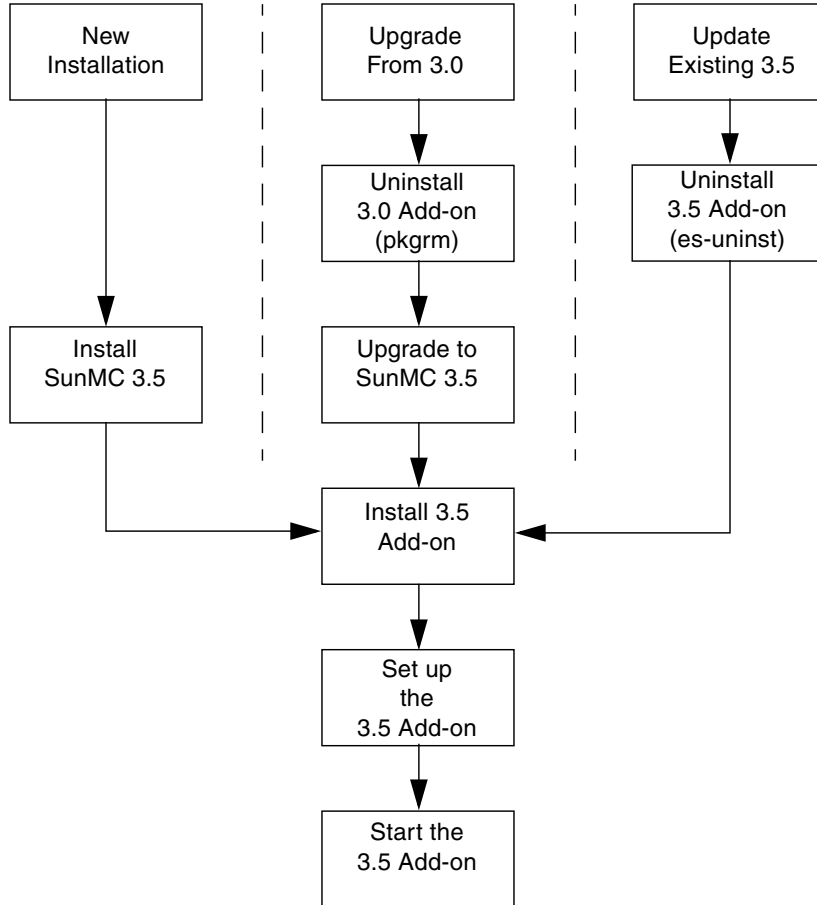 New
Installation
Upgrade
From 3.0
Update
Existing 3.5
Uninstall
3.0 Add-on
(pkgrm)
Uninstall
3.5 Add-on
(es-uninst)
Install
SunMC 3.5
Upgrade to
SunMC 3.5
Install 3.5
Add-on
Set up
the
3.5 Add-on
Start the
3.5 Add-on